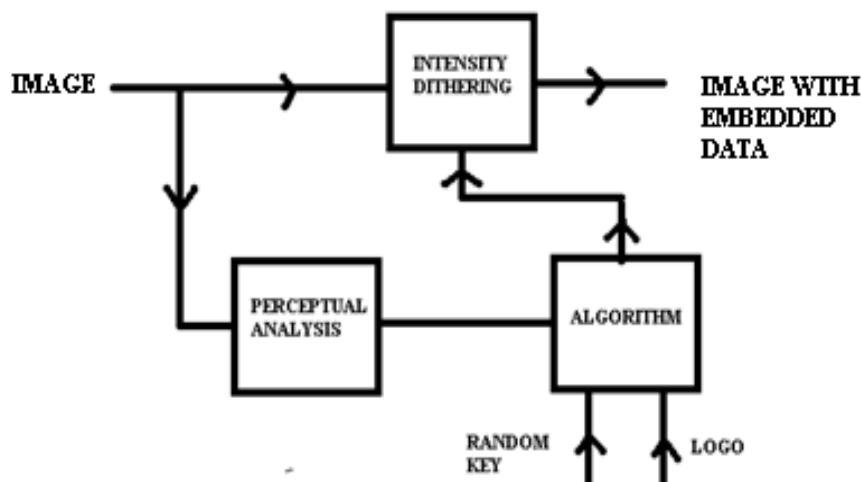 INTENSITY
DITHERING
IMAGE
IMAGE WITH
EMBEDDED
DATA
PERCEPTUAL
ANALYSIS
ALGORITHM
RANDOM
KEY
LOGO